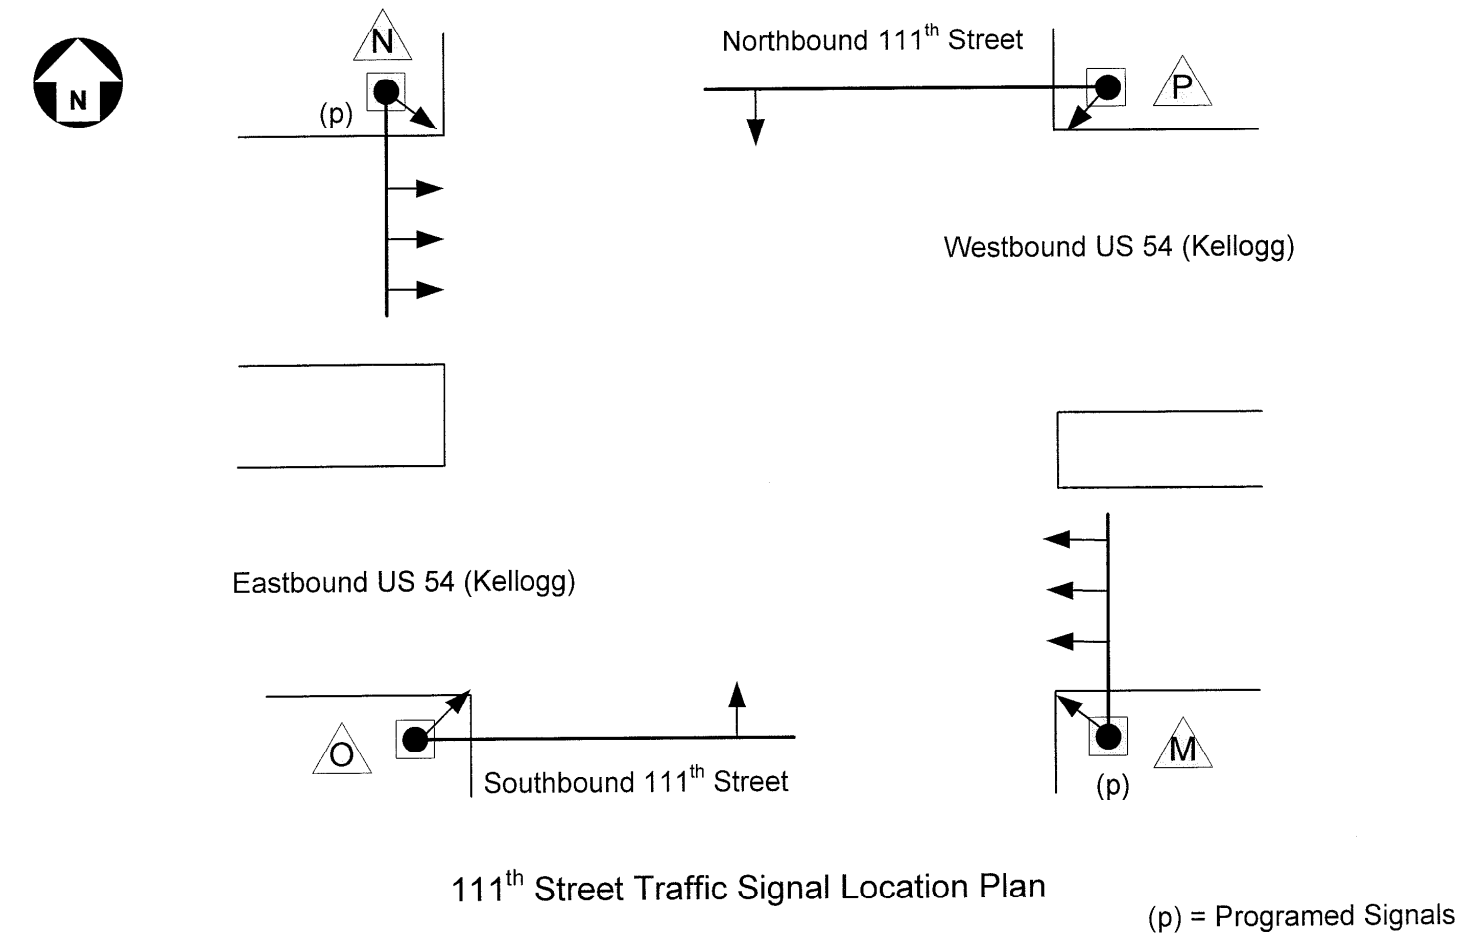 N
Northbound 111th Street
N
P
(p)
Westbound US 54 (Kellogg)
Eastbound US 54 (Kellogg)
O
M
Southbound 111th Street
(p)
111th Street Traffic Signal Location Plan
(p) = Programed Signals